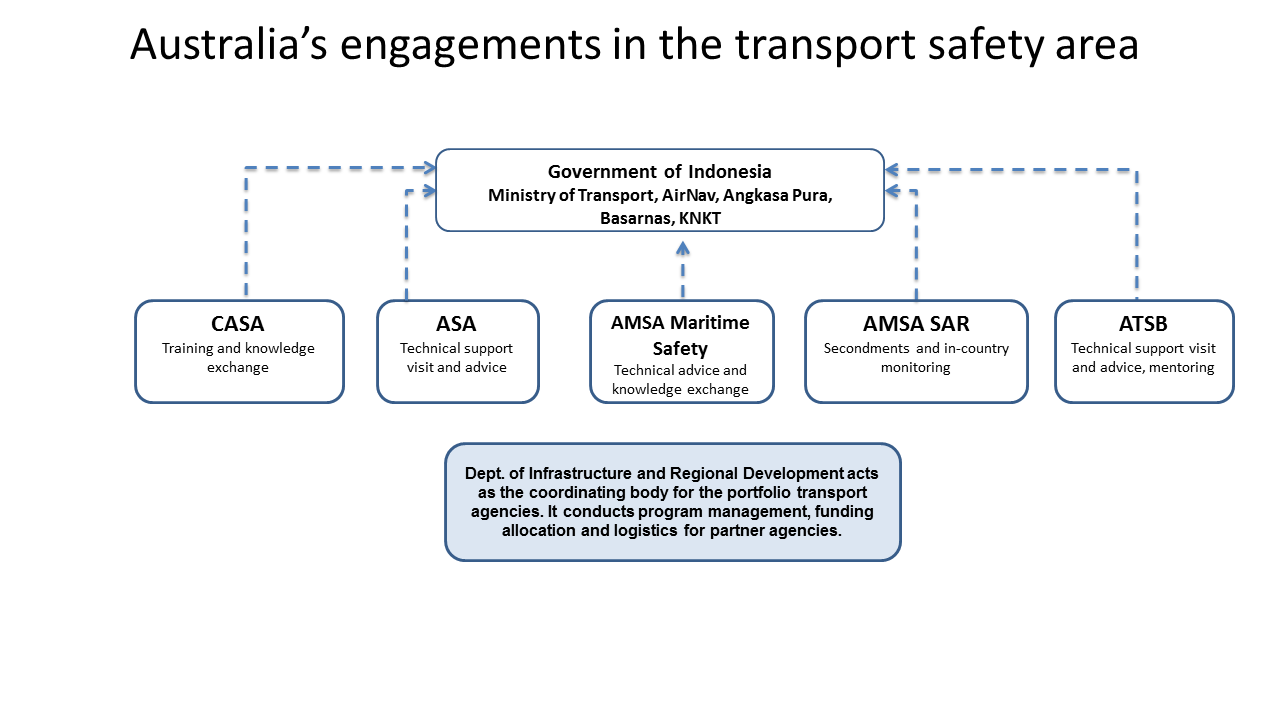 Australia’s engagements in the transport safety area
Government of Indonesia
Ministry of Transport, AirNav, Angkasa Pura,
Basarnas, KNKT
CASA
Training and knowledge
exchange
ASA
Technical support
visit and advice
AMSA Maritime
Safety
Technical advice and
knowledge exchange
AMSA SAR
Secondments and in-country
monitoring
ATSB
Technical support visit
and advice, mentoring
Dept. of Infrastructure and Regional Development acts
as the coordinating body for the portfolio transport
agencies. It conducts program management, funding
allocation and logistics for partner agencies.